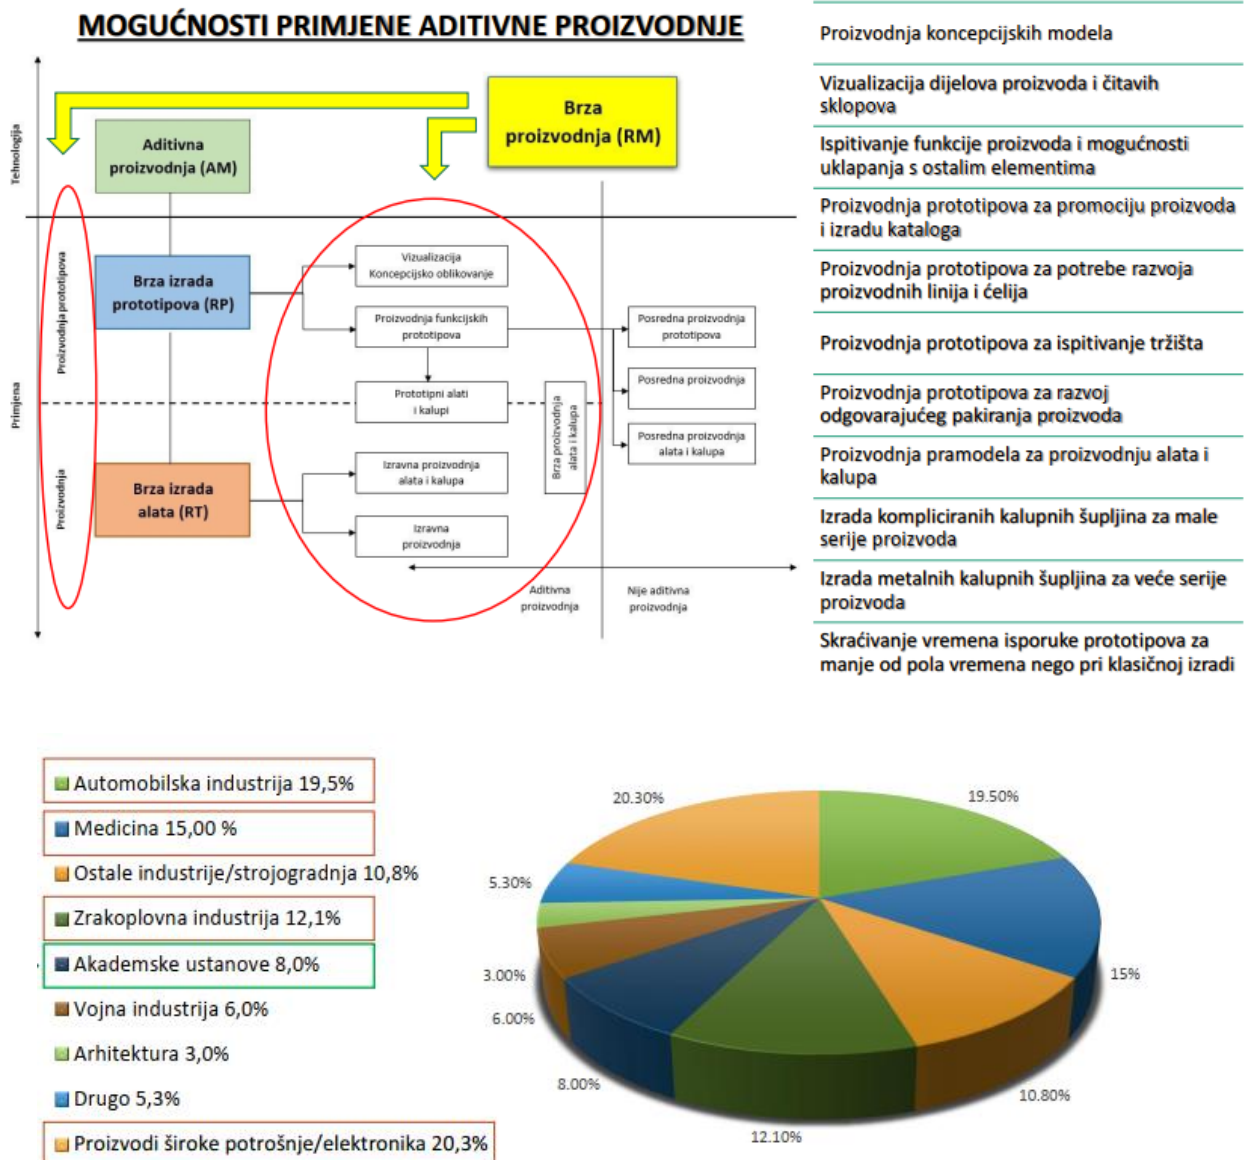 MOGUĆNOSTI PRIMJENE ADITIVNE PROIZVODNJE
Tehnologija
Primjena
Proizvodnja prototipova
Proizvodnja
Aditivna
proizvodnja (AM)
Brza
proizvodnja (RM)
Brza izrada
prototipova (RP)
Brza izrada
alata (RT)
Vizualizacija
Koncepcijsko oblikovanje
Proizvodnja funkcijskih
prototipova
Prototipni alati
i kalupi
Izravna proizvodnja
alata i kalupa
Izravna
proizvodnja
Brza proizvodnja
alata i kalupa
Posredna proizvodnja
prototipova
Posredna proizvodnja
Posredna proizvodnja
alata i kalupa
Aditivna
proizvodnja
Nije aditivna
proizvodnja
Proizvodnja koncepcijskih modela
Vizualizacija dijelova proizvoda i čitavih
sklopova
Ispitivanje funkcije proizvoda i mogućnosti
uklapanja s ostalim elementima
Proizvodnja prototipova za promociju proizvoda
i izradu kataloga
Proizvodnja prototipova za potrebe razvoja
proizvodnih linija i ćelija
Proizvodnja prototipova za ispitivanje tržišta
Proizvodnja prototipova za razvoj
odgovarajućeg pakiranja proizvoda
Proizvodnja pramodela za proizvodnju alata i
kalupa
Izrada kompliciranih kalupnih šupljina za male
serije proizvoda
Izrada metalnih kalupnih šupljina za veće serije
proizvoda
Skraćivanje vremena isporuke prototipova za
manje od pola vremena nego pri klasičnoj izradi
Automobilska industrija 19,5%
Medicina 15,00 %
Ostale industrije/strojogradnja 10,8%
Zrakoplovna industrija 12,1%
Akademske ustanove 8,0%
Vojna industrija 6,0%
Arhitektura 3,0%
Drugo 5,3%
Proizvodi široke potrošnje/elektronika 20,3%
20.30%
19.50%
5.30%
3.00%
15%
6.00%
8.00%
10.80%
12.10%